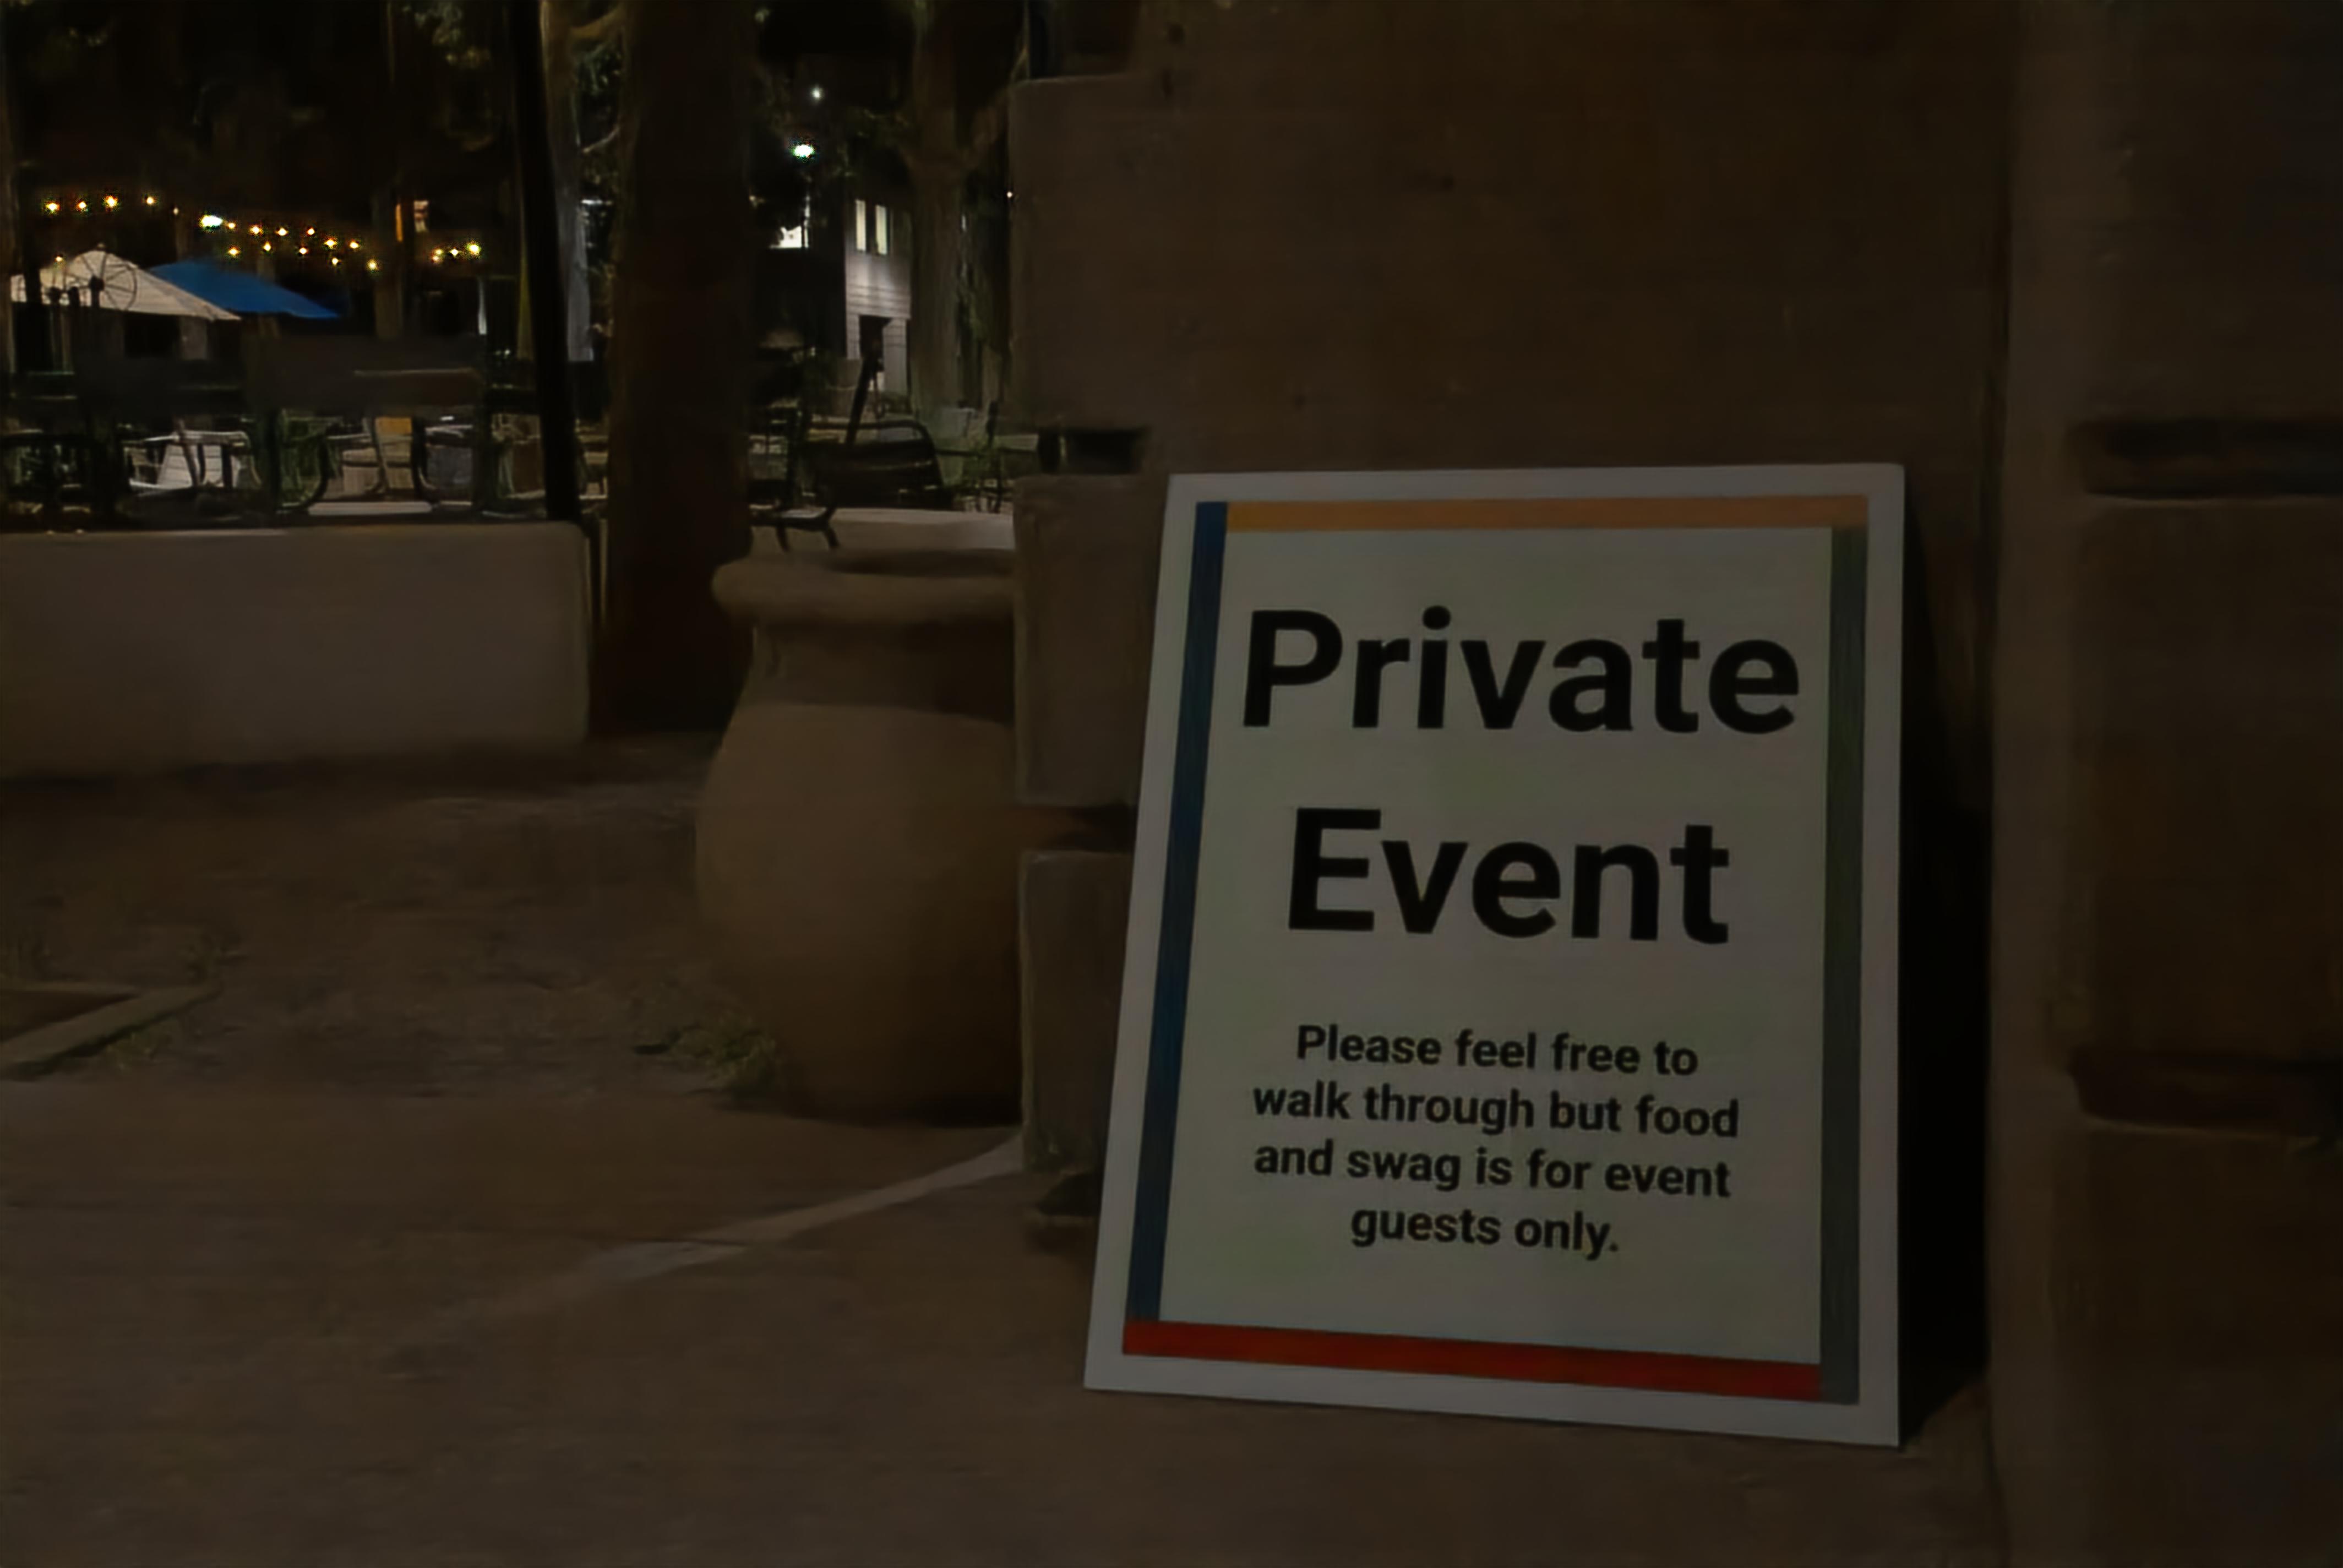 Private
Event
Please feel free to
walk through but food
and swag is for event
guests only.